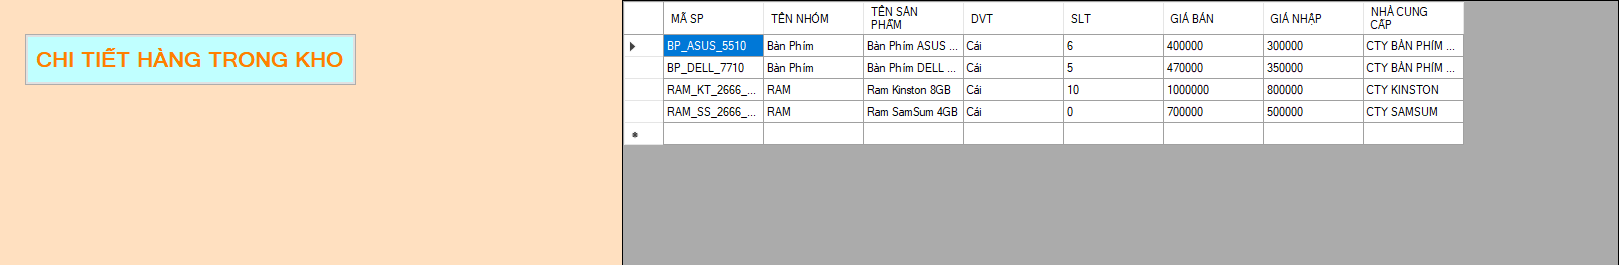 CHI TIẾT HÀNG TRONG KHO
MÃ SP TÊN NHÓM TÊN SẢN PHẨM DVT SLT GIÁ BÁN GIÁ NHẬP NHÀ CUNG CẤP
BP_ASUS_5510 Bàn Phím Bàn Phím ASUS ... Cái 6 400000 300000 CTY BÀN PHÍM ...
BP_DELL_7710 Bàn Phím Bàn Phím DELL ... Cái 5 470000 350000 CTY BÀN PHÍM ...
RAM_KT_2666_... RAM Ram Kinston 8GB Cái 10 1000000 800000 CTY KINSTON
RAM_SS_2666_... RAM Ram SamSum 4GB Cái 0 700000 500000 CTY SAMSUM